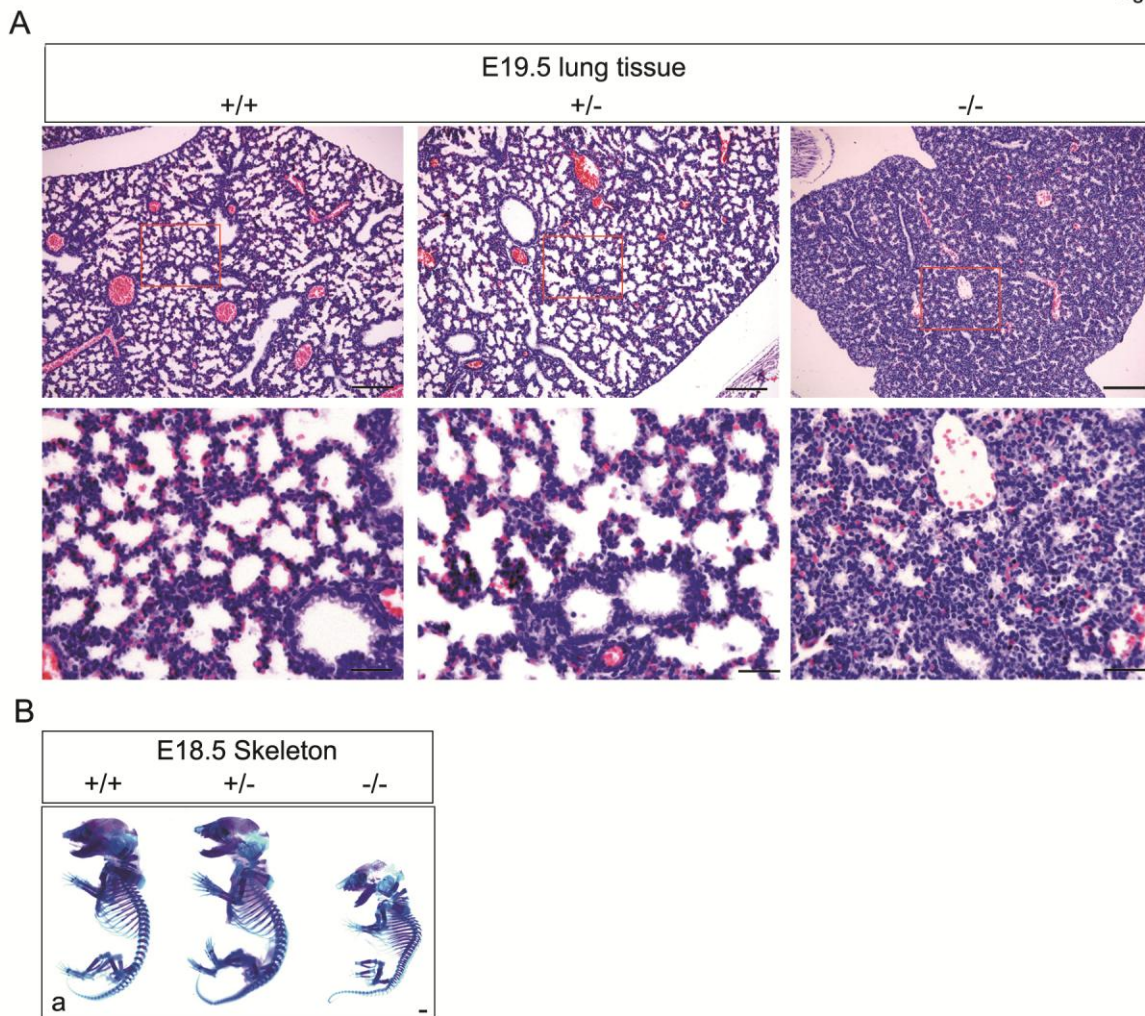 A
E19.5 lung tissue
+/+ +/- -/-
B
E18.5 Skeleton
+/+ +/- -/-
a